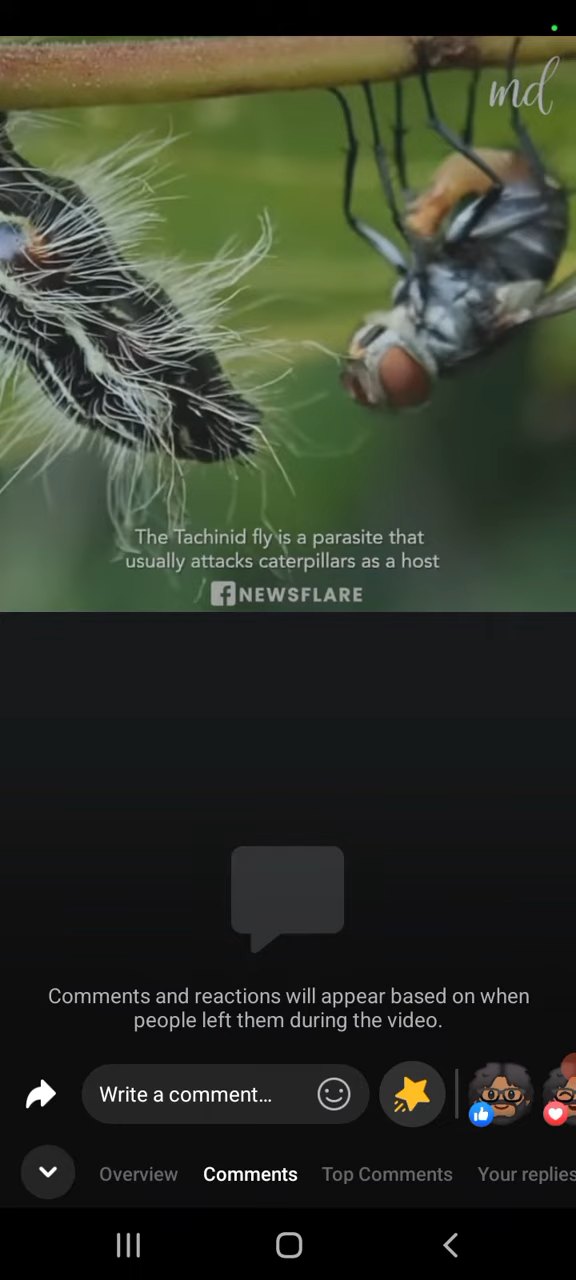 md
The Tachinid fly is a parasite that
usually attacks caterpillars as a host
NEWSFLARE
Comments and reactions will appear based on when
people left them during the video.
Write a comment...
Overview Comments Top Comments Your replies